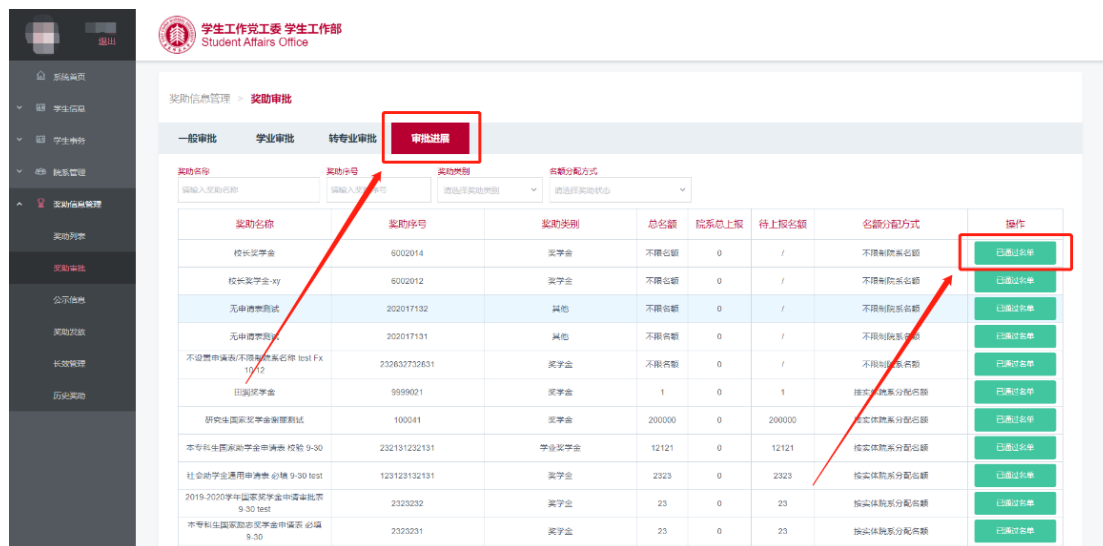 退出
学生工作党工委 学生工作部
Student Affairs Office
系统首页
学生信息
学生事务
院系管理
奖助信息管理
奖助列表
奖助审批
公示信息
奖助发放
长效管理
历史奖助
奖助信息管理 > 奖助审批
一般审批 学业审批 转专业审批 审批进展
奖助名称 奖助序号 奖助类别 名额分配方式
请输入奖助名称 请输入奖助序号 请选择奖助类别 请选择奖助状态
奖助名称 奖助序号 奖助类别 总名额 院系总上报 待上报名额 名额分配方式 操作
校长奖学金 6002014 奖学金 不限名额 0 / 不限制院系名额 已通过名单
校长奖学金-xy 6002012 奖学金 不限名额 0 / 不限制院系名额 已通过名单
无申请表测试 202017132 其他 不限名额 0 / 不限制院系名额 已通过名单
无申请表测试 202017131 其他 不限名额 0 / 不限制院系名额 已通过名单
不设置申请表/不限制院系名称 test Fx
10.12 232632732631 奖学金 不限名额 0 / 不限制院系名额 已通过名单
奖学金 9999021 奖学金 1 0 1 按实体院系分配名额 已通过名单
研究生国家奖学金谢丽测试 100041 奖学金 200000 0 200000 按实体院系分配名额 已通过名单
本专科生国家助学金申请表 校验 9-30 232131232131 学业奖学金 12121 0 12121 按实体院系分配名额 已通过名单
社会助学金通用申请表 必填 9-30 test 123123132131 奖学金 2323 0 2323 按实体院系分配名额 已通过名单
2019-2020学年国家奖学金申请审批表
9-30 test 2323232 奖学金 23 0 23 按实体院系分配名额 已通过名单
本专科生国家励志奖学金申请表 必填
9-30 2323231 奖学金 23 0 23 按实体院系分配名额 已通过名单